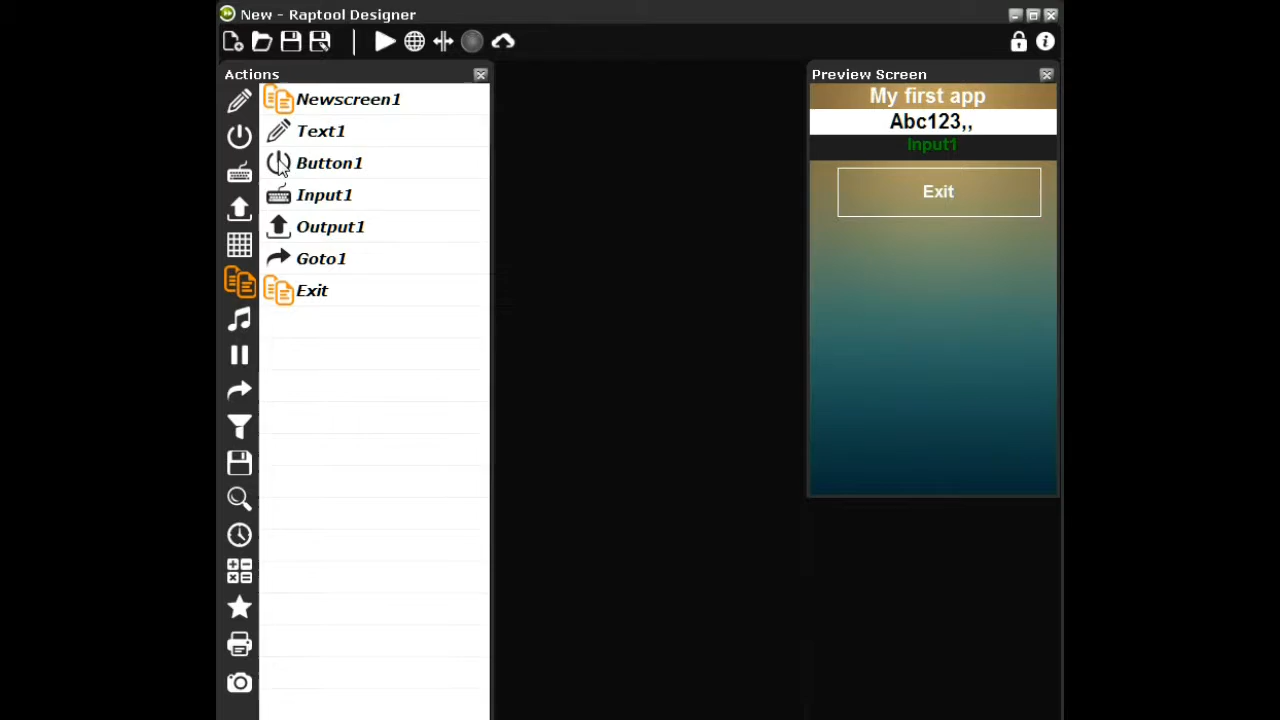 New - Raptool Designer
Actions
Newscreen1
Text1
Button1
Input1
Output1
Goto1
Exit
Preview Screen
My first app
Abc123,,
Input1
Exit